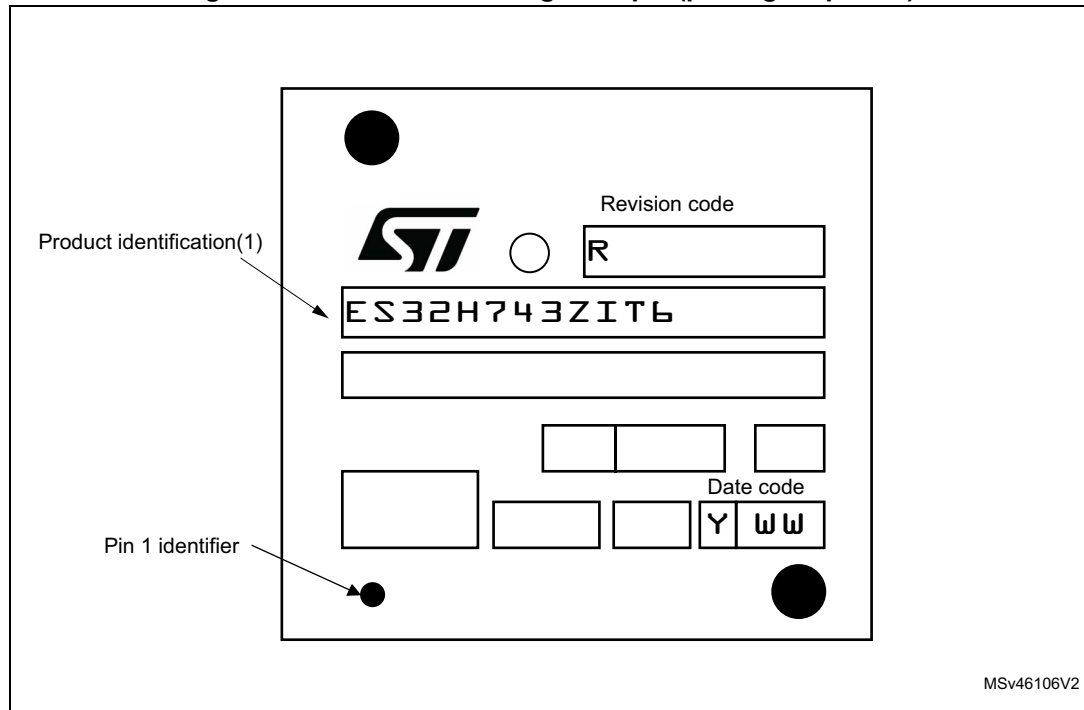 Revision code
R
Product identification(1)
ES32H743ZIT6
Date code
Y WW
Pin 1 identifier
MSv46106V2